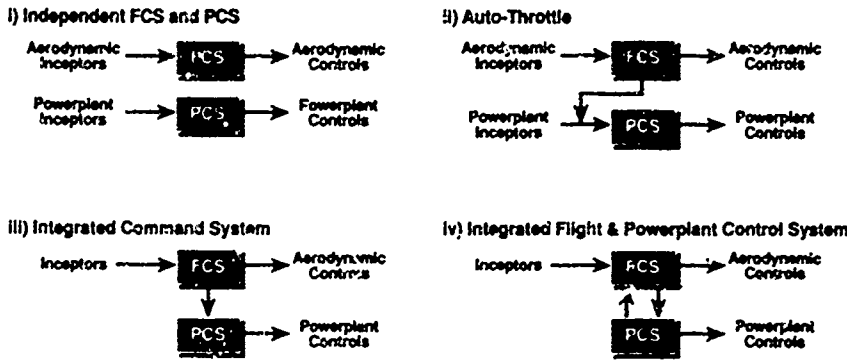 i) Independent FCS and PCS
Aerodynamic Inceptors
FCS
Aerodynamic Controls
Powerplant Inceptors
PCS
Powerplant Controls
ii) Auto-Throttle
Aerodynamic Inceptors
FCS
Aerodynamic Controls
Powerplant Inceptors
PCS
Powerplant Controls
iii) Integrated Command System
Inceptors
FCS
Aerodynamic Controls
PCS
Powerplant Controls
iv) Integrated Flight & Powerplant Control System
Inceptors
FCS
Aerodynamic Controls
PCS
Powerplant Controls